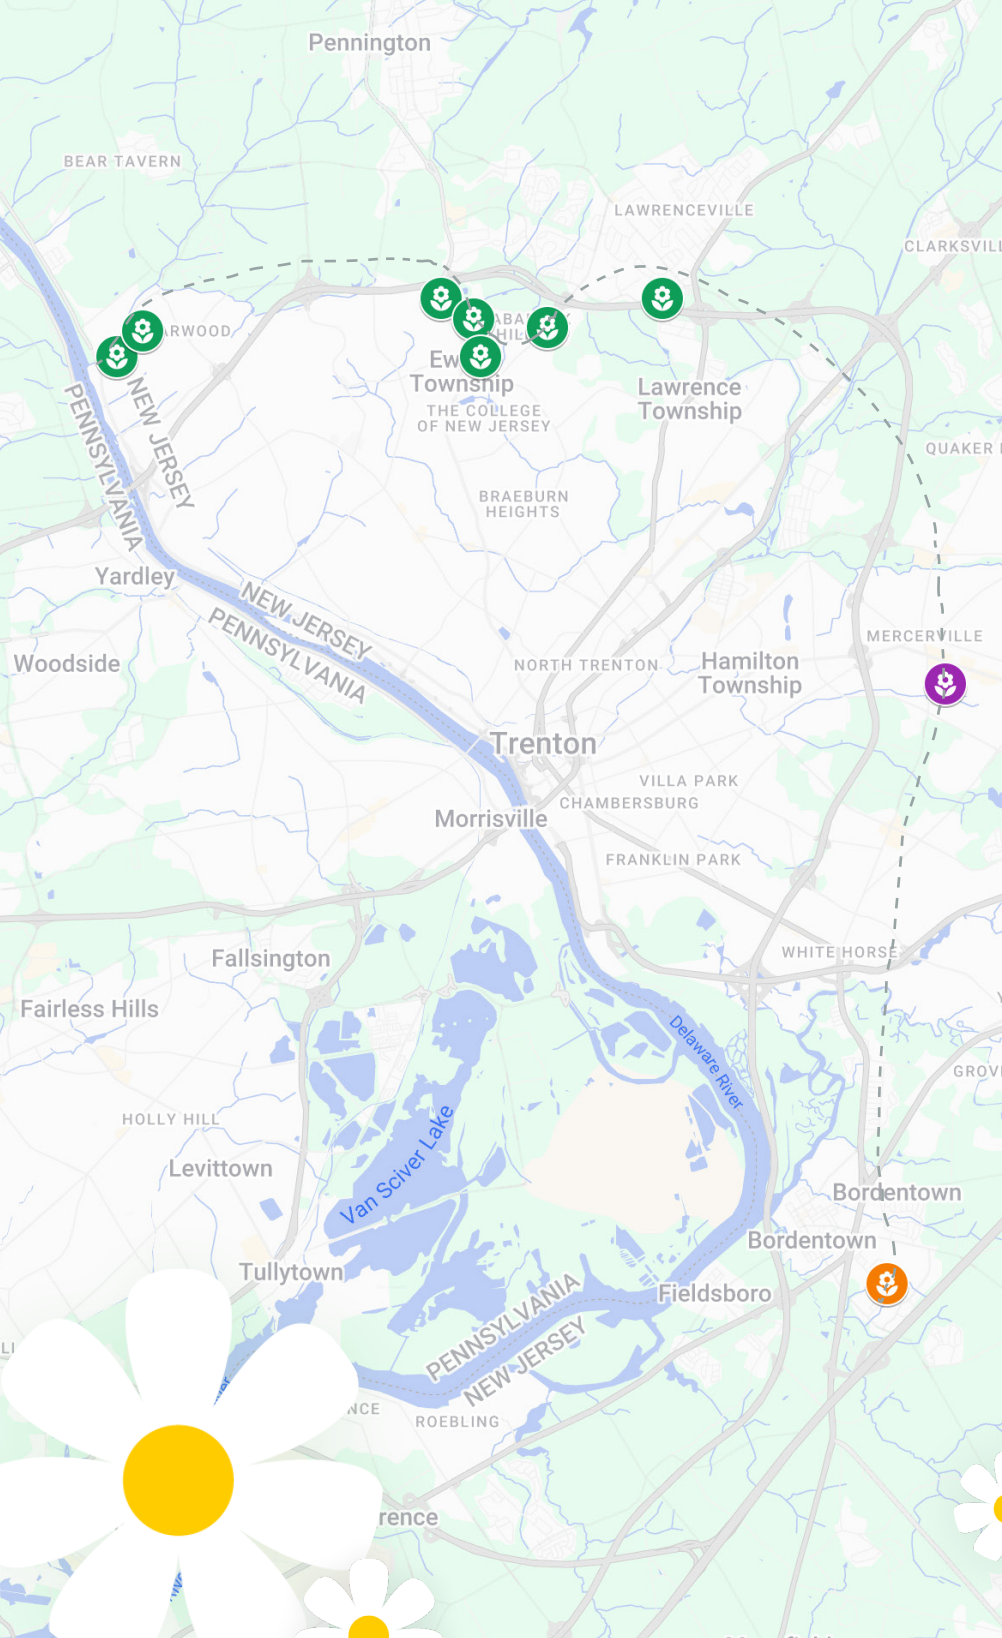 Pennington
BEAR TAVERN
LAWRENCEVILLE
CLARKSVILL
ARWOOD
Ew
Township
Lawrence
Township
THE COLLEGE
OF NEW JERSEY
NEW JERSEY
PENNSYLVANIA
QUAKER
BRAEBURN
HEIGHTS
Yardley
NEW JERSEY
PENNSYLVANIA
Woodside
MERCERVILLE
NORTH TRENTON
Hamilton
Township
Trenton
VILLA PARK
CHAMBERSBURG
Morrisville
FRANKLIN PARK
WHITE HORSE
Fallsington
Fairless Hills
Delaware River
GROV
HOLLY HILL
Van Sciver Lake
Levittown
Bordentown
Bordentown
Tullytown
Fieldsboro
PENNSYLVANIA
NEW JERSEY
NCE
ROEBLING
rence